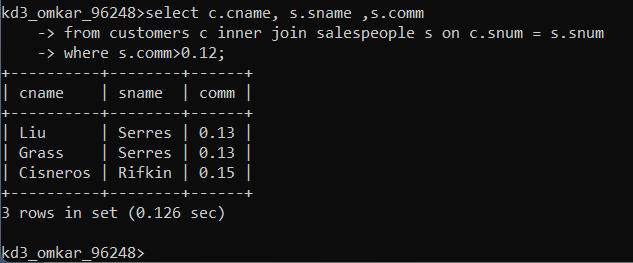 kd3_omkar_96248>select c.cname, s.sname ,s.comm
    -> from customers c inner join salespeople s on c.snum = s.snum
    -> where s.comm>0.12;
+----------+--------+------+
| cname    | sname  | comm |
+----------+--------+------+
| Liu      | Serres | 0.13 |
| Grass    | Serres | 0.13 |
| Cisneros | Rifkin | 0.15 |
+----------+--------+------+
3 rows in set (0.126 sec)
kd3_omkar_96248>